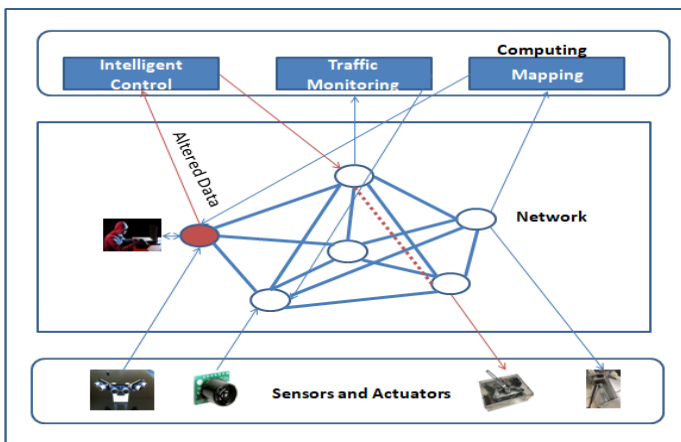 Computing
Intelligent
Control
Traffic
Monitoring
Mapping
Altered Data
Network
Sensors and Actuators